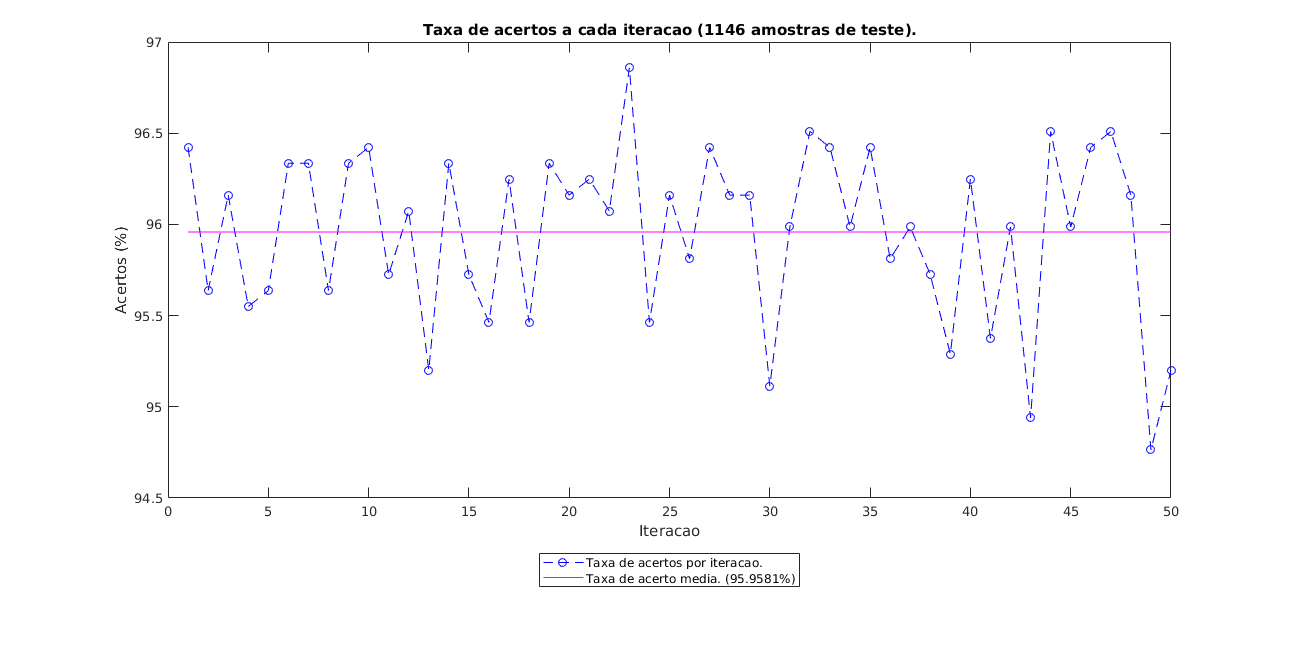 Taxa de acertos a cada iteracao (1146 amostras de teste).
97
96.5
96
95.5
95
94.5
Acertos (%)
0 5 10 15 20 25 30 35 40 45 50
Iteracao
Taxa de acertos por iteracao.
Taxa de acerto media. (95.9581%)